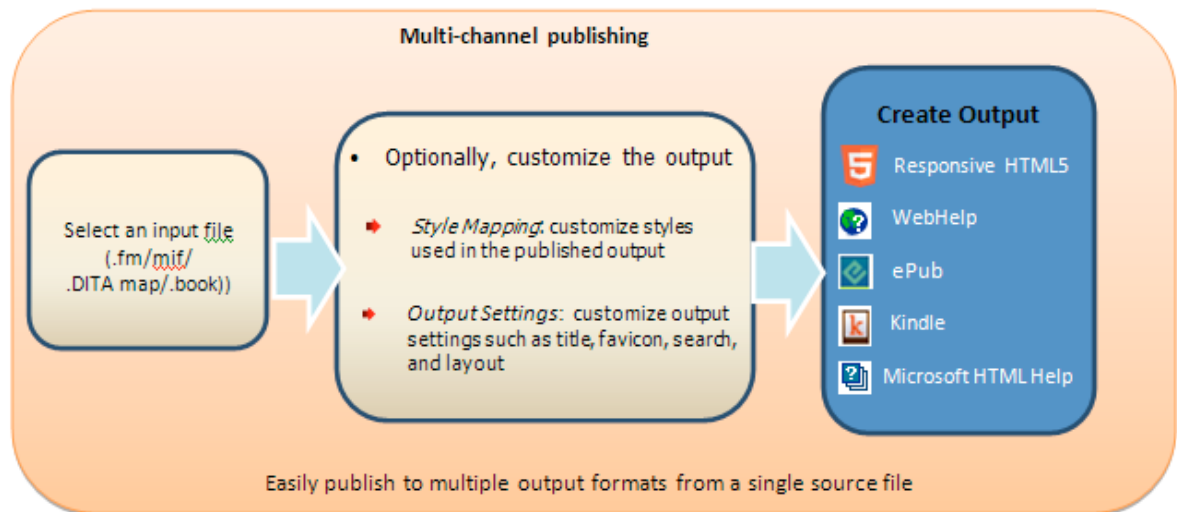 Multi-channel publishing
Select an input file
(.fm/mif/
.DITA map/.book))
• Optionally, customize the output
Style Mapping: customize styles
used in the published output
Output Settings: customize output
settings such as title, favicon, search,
and layout
Create Output
Responsive HTML5
WebHelp
ePub
Kindle
Microsoft HTML Help
Easily publish to multiple output formats from a single source file